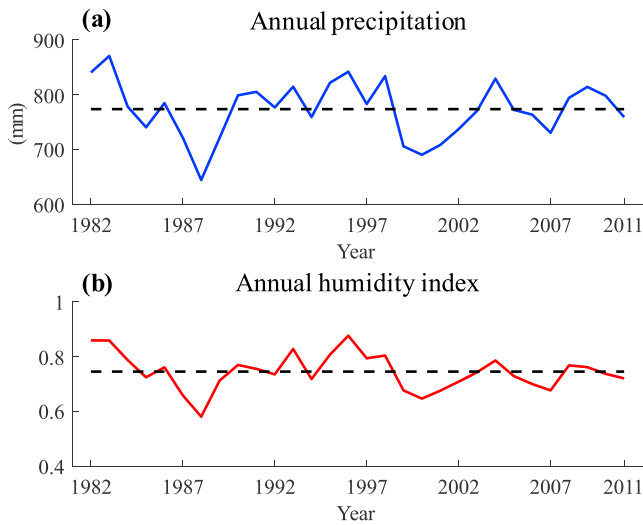 (a) Annual precipitation
900
800
700
600
(mm)
1982 1987 1992 1997 2002 2007 2011
Year
(b) Annual humidity index
1
0.8
0.6
0.4
1982 1987 1992 1997 2002 2007 2011
Year